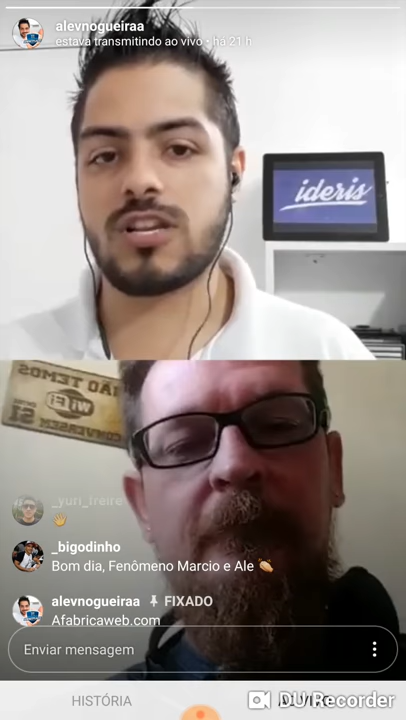 alevnogueiraa
estava transmitindo ao vivo • há 21 h
ideris
NÃO TEMOS
WiFi
CONVERSEM
_yuri_freire
👋
_bigodinho
Bom dia, Fenômeno Marcio e Ale 👏
alevnogueiraa FIXADO
Afabricaweb.com
Enviar mensagem
HISTÓRIA
DU Recorder